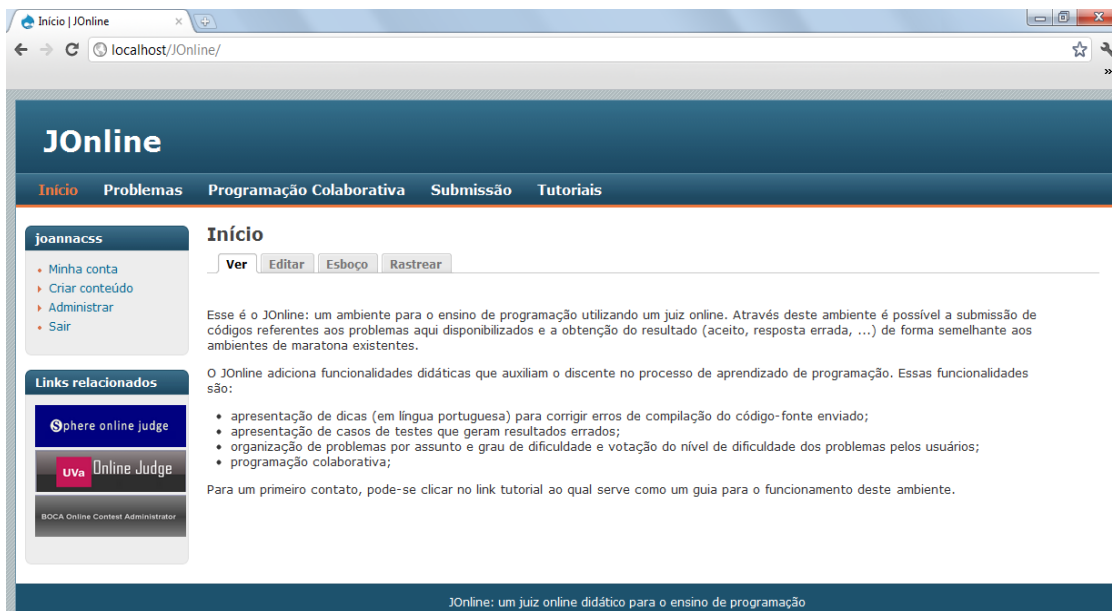 Início | JOnline
localhost/JOnline/
JOnline
Início Problemas Programação Colaborativa Submissão Tutoriais
joannacss
Minha conta
Criar conteúdo
Administrar
Sair
Links relacionados
Sphere online judge
UVa Online Judge
BOCA Online Contest Administrator
Início
Ver Editar Esboço Rastrear
Esse é o JOnline: um ambiente para o ensino de programação utilizando um juiz online. Através deste ambiente é possível a submissão de
códigos referentes aos problemas aqui disponibilizados e a obtenção do resultado (aceito, resposta errada, ...) de forma semelhante aos
ambientes de maratona existentes.
O JOnline adiciona funcionalidades didáticas que auxiliam o discente no processo de aprendizado de programação. Essas funcionalidades
são:
• apresentação de dicas (em língua portuguesa) para corrigir erros de compilação do código-fonte enviado;
• apresentação de casos de testes que geram resultados errados;
• organização de problemas por assunto e grau de dificuldade e votação do nível de dificuldade dos problemas pelos usuários;
• programação colaborativa;
Para um primeiro contato, pode-se clicar no link tutorial ao qual serve como um guia para o funcionamento deste ambiente.
JOnline: um juiz online didático para o ensino de programação